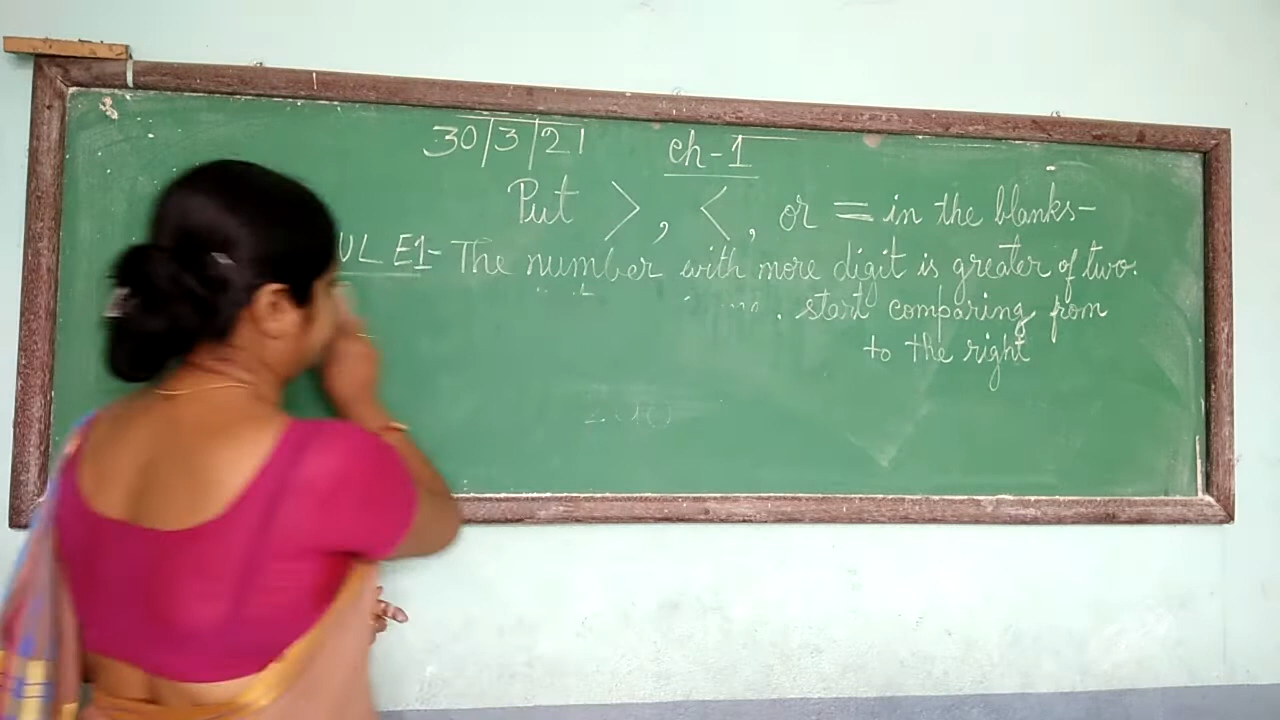 30/3/21 ch-1
Put >, <, or = in the blanks-
ULE1- The number with more digit is greater of two.
. start comparing from
to the right